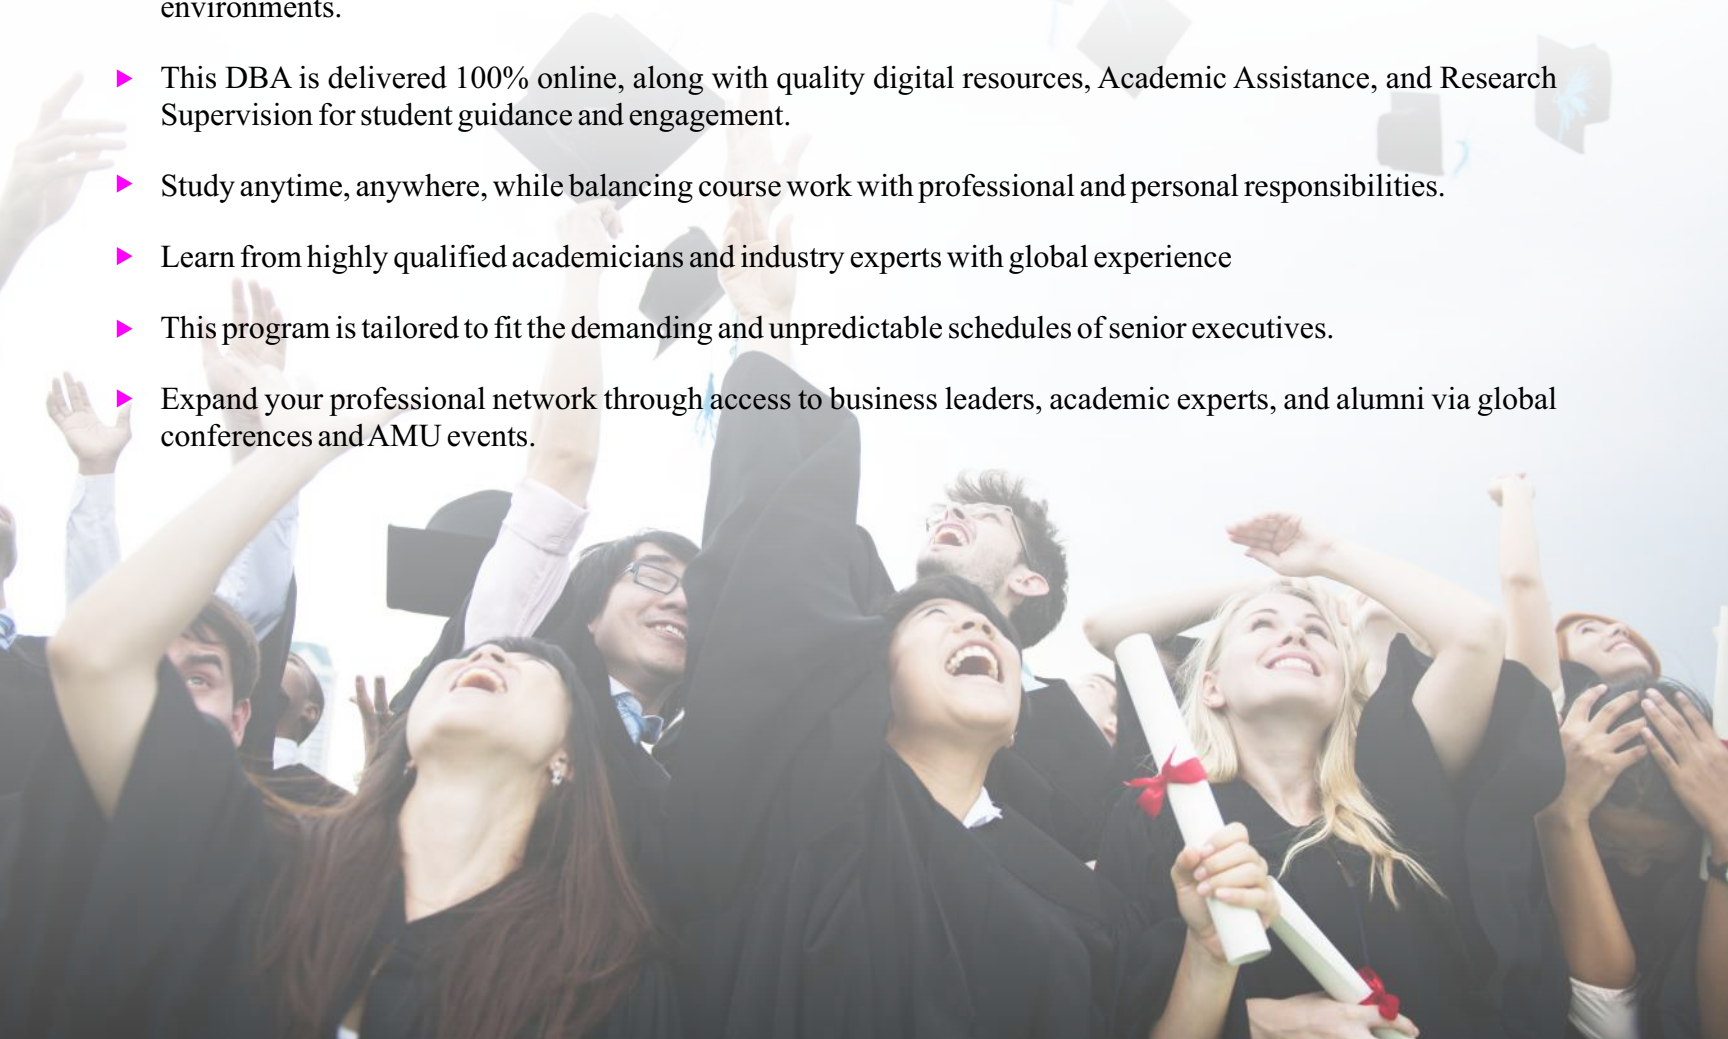 environments.
This DBA is delivered 100% online, along with quality digital resources, Academic Assistance, and Research
Supervision for student guidance and engagement.
Study anytime, anywhere, while balancing course work with professional and personal responsibilities.
Learn from highly qualified academicians and industry experts with global experience
This program is tailored to fit the demanding and unpredictable schedules of senior executives.
Expand your professional network through access to business leaders, academic experts, and alumni via global
conferences and AMU events.